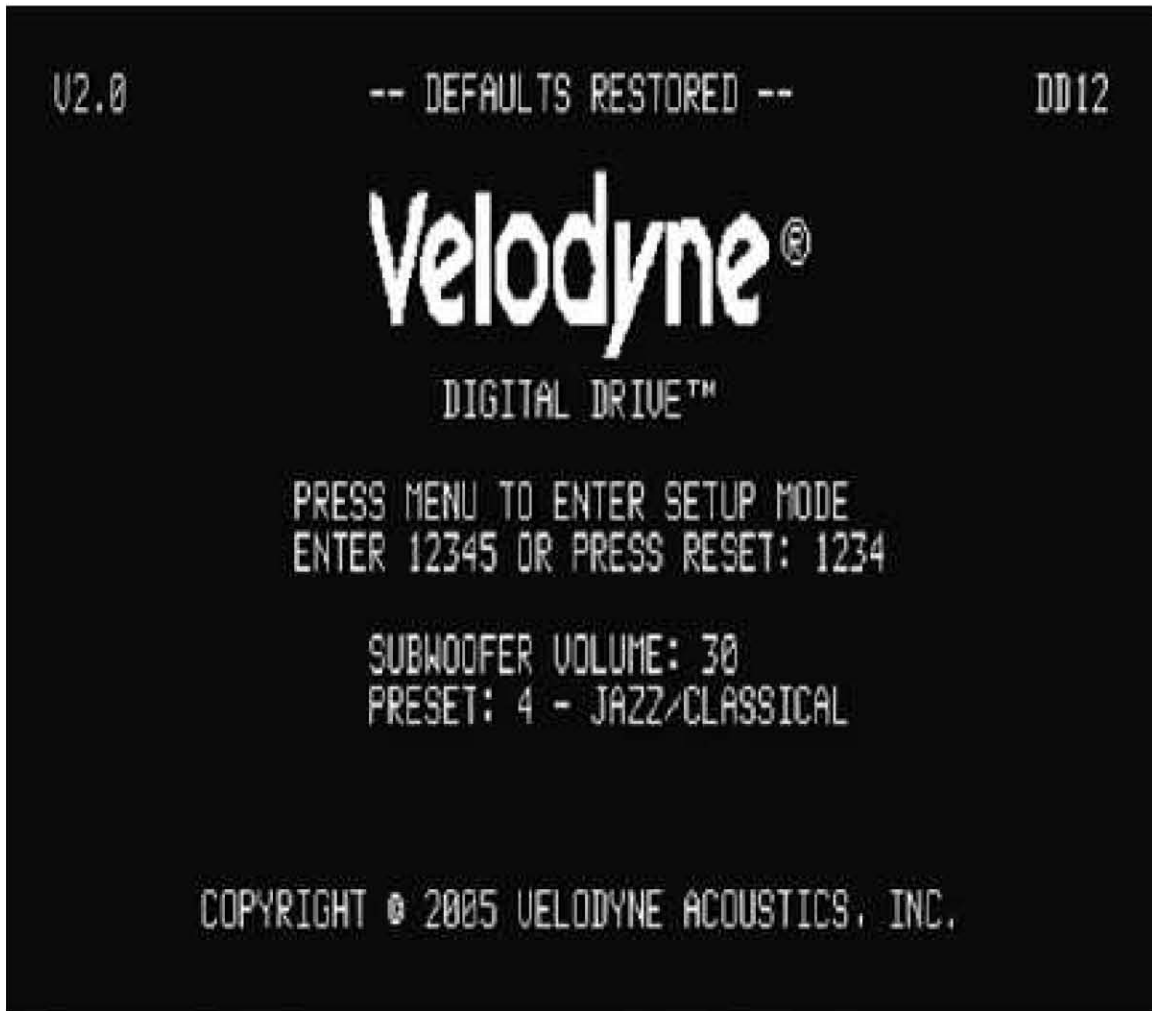 V2.0 -- DEFAULTS RESTORED -- DD12
Velodyne®
DIGITAL DRIVE™
PRESS MENU TO ENTER SETUP MODE
ENTER 12345 OR PRESS RESET: 1234
SUBWOOFER VOLUME: 30
PRESET: 4 - JAZZ/CLASSICAL
COPYRIGHT © 2005 VELODYNE ACOUSTICS, INC.